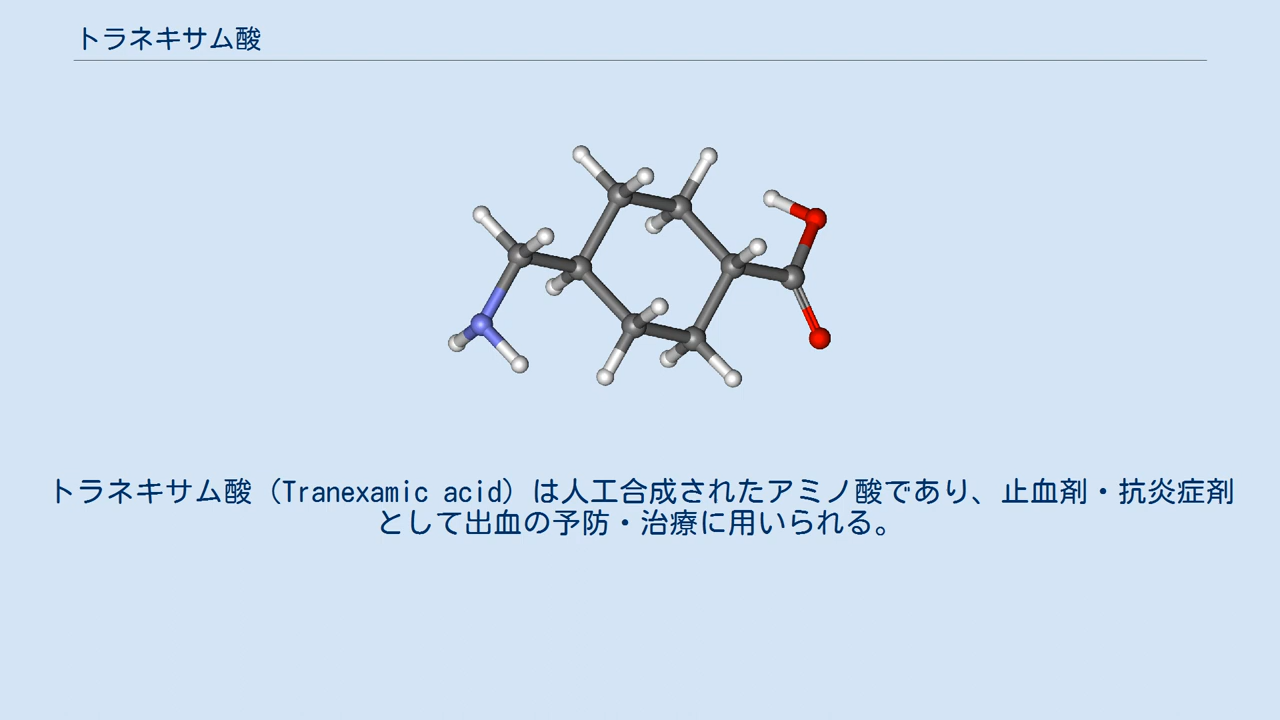 トラネキサム酸
トラネキサム酸（Tranexamic acid）は人工合成されたアミノ酸であり、止血剤・抗炎症剤
として出血の予防・治療に用いられる。